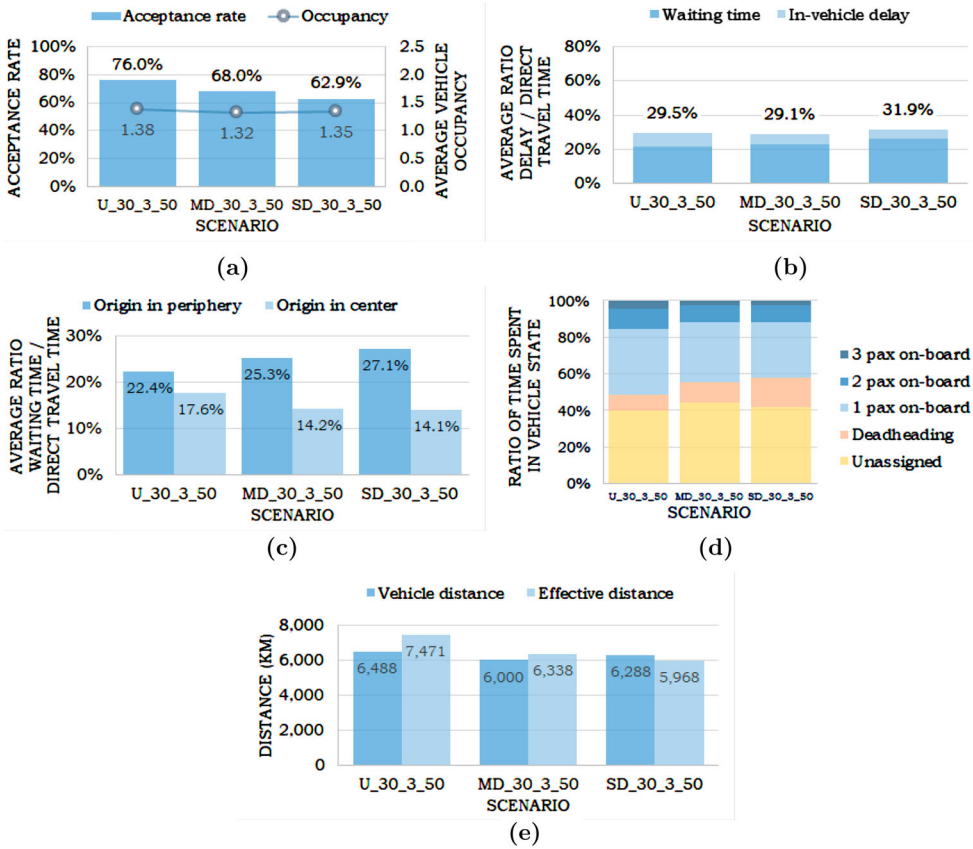 Acceptance rate Occupancy
ACCEPTANCE RATE
100%
80%
60%
40%
20%
0%
76.0%
68.0%
62.9%
1.38
1.32
1.35
2.5
2.0
1.5
1.0
0.5
0.0
AVERAGE VEHICLE
OCCUPANCY
U_30_3_50 MD_30_3_50 SD_30_3_50
SCENARIO
(a)
Waiting time In-vehicle delay
AVERAGE RATIO
DELAY / DIRECT
TRAVEL TIME
80%
60%
40%
20%
0%
29.5%
29.1%
31.9%
U_30_3_50 MD_30_3_50 SD_30_3_50
SCENARIO
(b)
Origin in periphery Origin in center
AVERAGE RATIO
WAITING TIME /
DIRECT TRAVEL TIME
30%
20%
10%
0%
22.4%
17.6%
25.3%
14.2%
27.1%
14.1%
U_30_3_50 MD_30_3_50 SD_30_3_50
SCENARIO
(c)
RATIO OF TIME SPENT
IN VEHICLE STATE
100%
80%
60%
40%
20%
0%
U_30_3_50 MD_30_3_50 SD_30_3_50
SCENARIO
3 pax on-board
2 pax on-board
1 pax on-board
Deadheading
Unassigned
(d)
Vehicle distance Effective distance
DISTANCE (KM)
8,000
6,000
4,000
2,000
0
6,488
7,471
6,000
6,338
6,288
5,968
U_30_3_50 MD_30_3_50 SD_30_3_50
SCENARIO
(e)